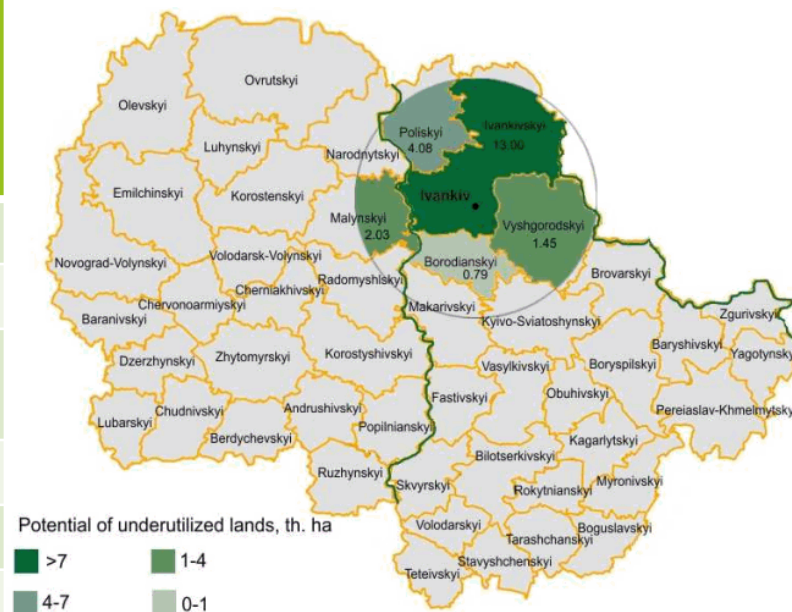 Ovrutskyi
Olevskyi
Poliskyi
4.08
Ivankivskyi
13.00
Luhynskyi
Narodnytskyi
Emilchinskyi
Korostenskyi
Ivankiv
Malynskyi
2.03
Vyshgorodskyi
1.45
Novograd-Volynskyi
Volodarsk-Volynskyi
Borodianskyi
0.79
Brovarskyi
Radomyshlskyi
Cherniakhivskyi
Chervonoarmiyskyi
Makarivskyi
Baranivskyi
Kyivo-Sviatoshynskyi
Zgurivskyi
Dzerzhynskyi
Zhytomyrskyi
Korostyshivskyi
Baryshivskyi
Yagotynsky
Vasylkivskyi
Boryspilskyi
Fastivskyi
Obuhivskyi
Lubarskyi
Chudnivskyi
Andrushivskyi
Pereiaslav-Khmelmytsky
Popilnianskyi
Berdychevskyi
Kagarlytskyi
Bilotserkivskyi
Ruzhynskyi
Skvyrskyi
Rokytnianskyi
Myronivskyi
Volodarskyi
Boguslavskyi
Tarashchanskyi
Stavyshchenskyi
Teteivskyi
Potential of underutilized lands, th. ha
>7
1-4
4-7
0-1